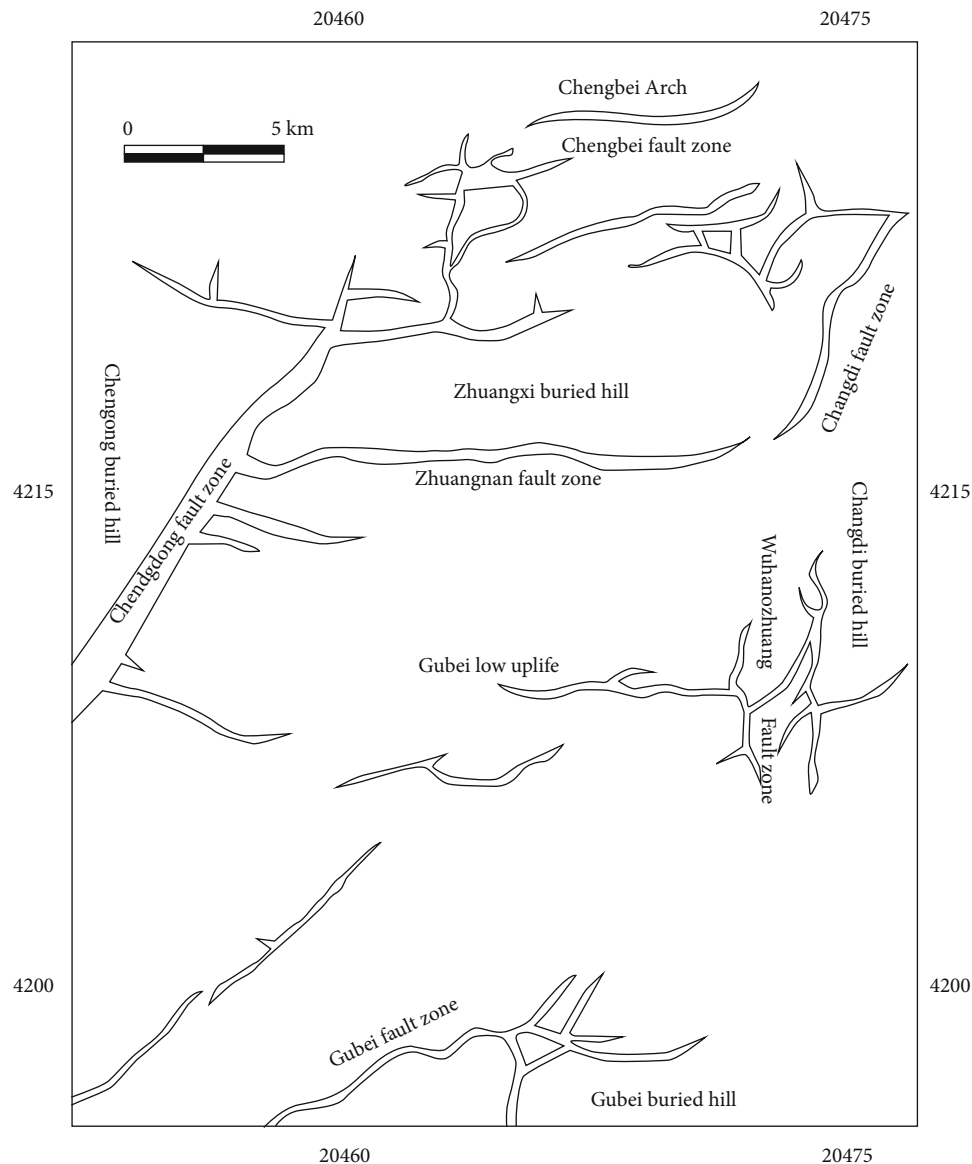 20460
20475
Chengbei Arch
0
5 km
Chengbei fault zone
Changdi fault zone
Chengong buried hill
Zhuangxi buried hill
Zhuangnan fault zone
4215
4215
Chendgdong fault zone
Changdi buried hill
Wuhanozhuang
Gubei low uplife
Fault zone
4200
4200
Gubei fault zone
Gubei buried hill
20460
20475